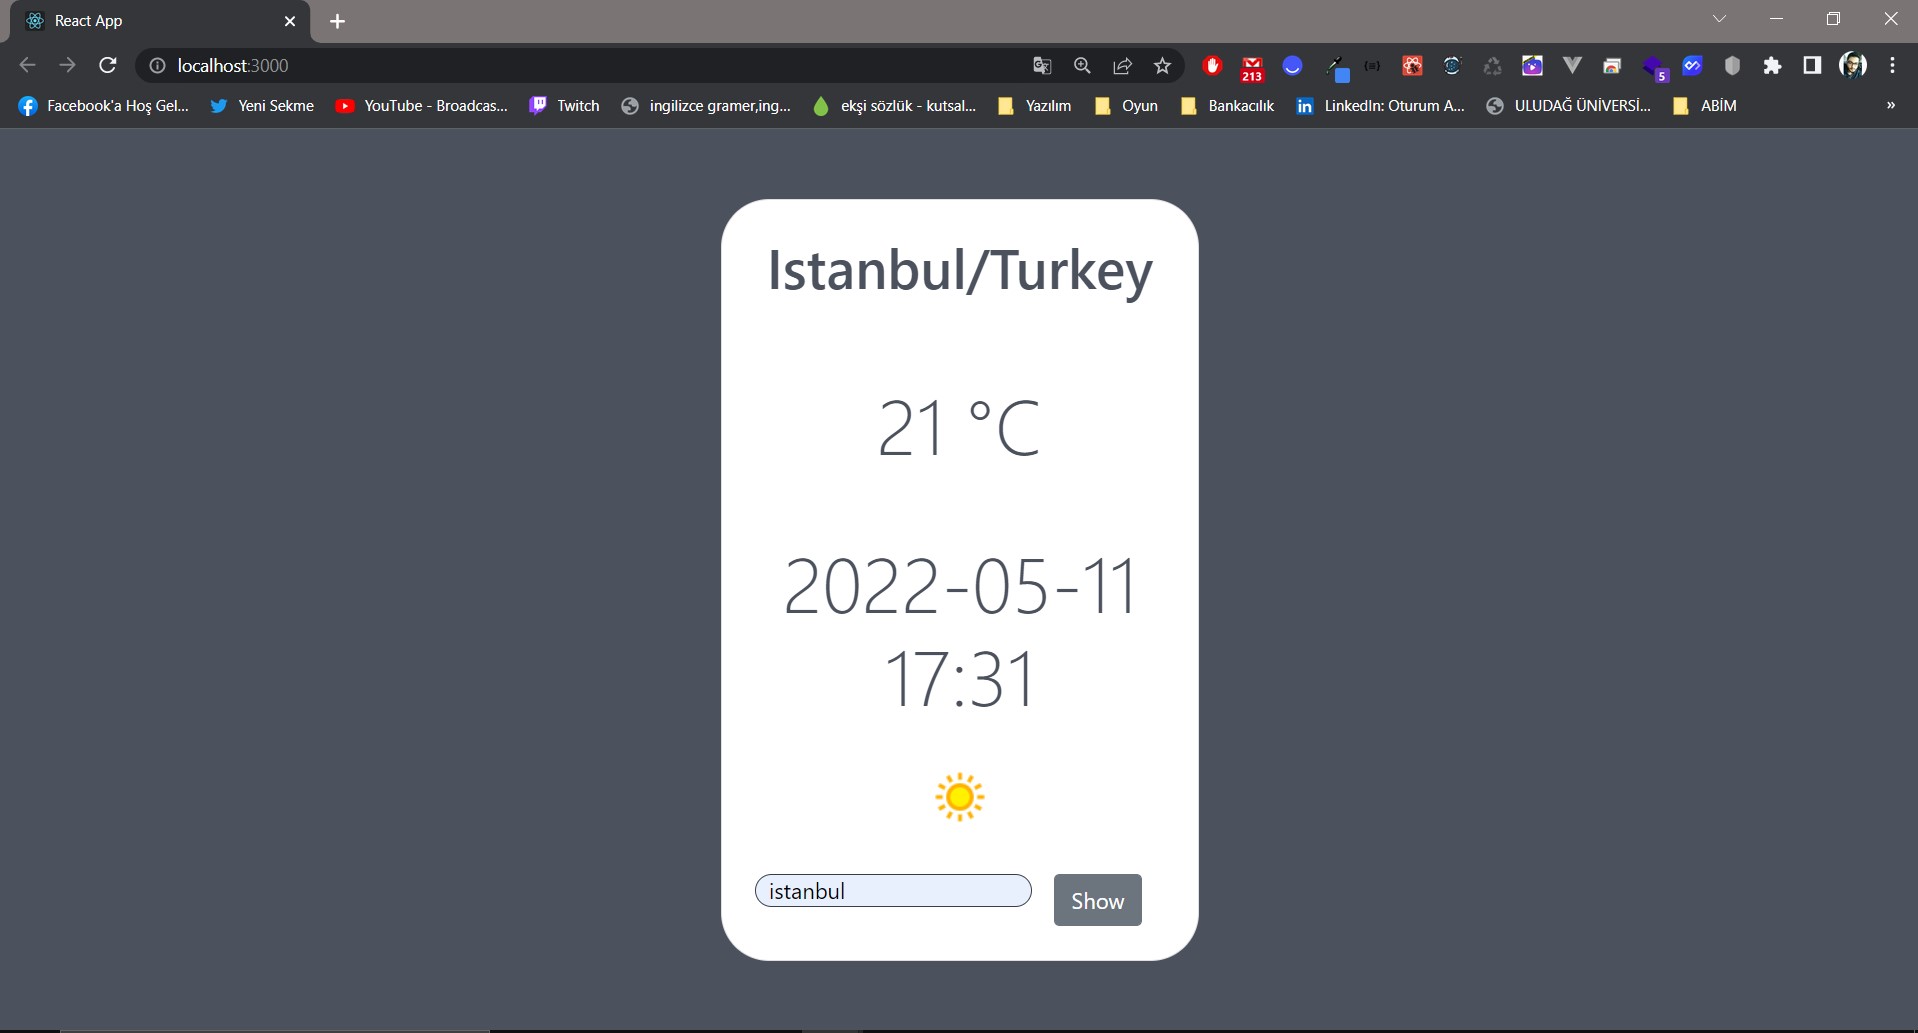 React App
localhost:3000
213
5
Facebook'a Hoş Gel...
Yeni Sekme
YouTube - Broadcas...
Twitch
ingilizce gramer,ing...
ekşi sözlük - kutsal...
Yazılım
Oyun
Bankacılık
in
LinkedIn: Oturum A...
ULUDAĞ ÜNİVERSİ...
ABİM
»
Istanbul/Turkey
21 °C
2022-05-11
17:31
istanbul
Show